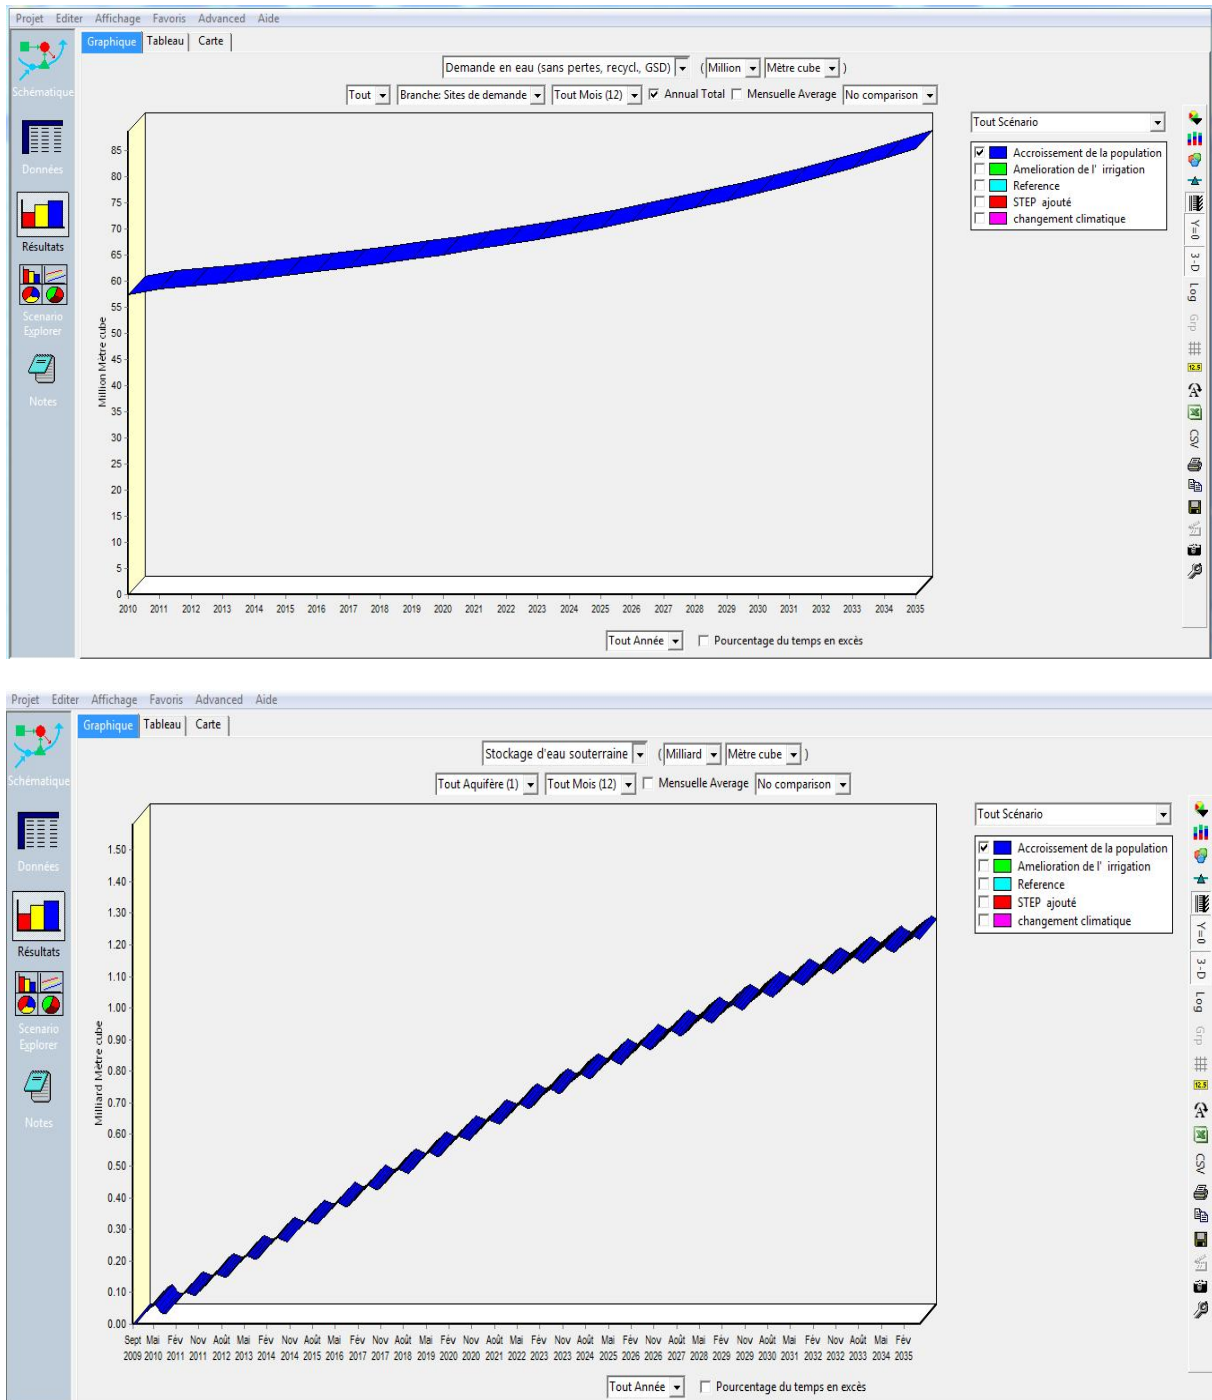 Projet Editer Affichage Favoris Advanced Aide
Graphique Tableau Carte
Demande en eau (sans pertes, recycl., GSD) ( Million Mètre cube )
Tout Branche: Sites de demande Tout Mois (12) Annual Total Mensuelle Average No comparison
Schématique
Données
Résultats
Scenario
Explorer
Notes
Million Mètre cube
85
80
75
70
65
60
55
50
45
40
35
30
25
20
15
10
5
0
2010 2011 2012 2013 2014 2015 2016 2017 2018 2019 2020 2021 2022 2023 2024 2025 2026 2027 2028 2029 2030 2031 2032 2033 2034 2035
Tout Année Pourcentage du temps en excès
Tout Scénario
Accroissement de la population
Amelioration de l' irrigation
Reference
STEP ajouté
changement climatique
Y=0
3-D
Log
Grp
12.5
A
CSV
Projet Editer Affichage Favoris Advanced Aide
Graphique Tableau Carte
Stockage d'eau souterraine ( Milliard Mètre cube )
Tout Aquifère (1) Tout Mois (12) Mensuelle Average No comparison
Schématique
Données
Résultats
Scenario
Explorer
Notes
Milliard Mètre cube
1.50
1.40
1.30
1.20
1.10
1.00
0.90
0.80
0.70
0.60
0.50
0.40
0.30
0.20
0.10
0.00
Sept Mai Fév Nov Août Mai Fév Nov Août Mai Fév Nov Août Mai Fév Nov Août Mai Fév Nov Août Mai Fév Nov Août Mai Fév Nov Août Mai Fév Nov Août Mai Fév
2009 2010 2011 2011 2012 2013 2014 2014 2015 2016 2017 2017 2018 2019 2020 2020 2021 2022 2023 2023 2024 2025 2026 2026 2027 2028 2029 2029 2030 2031 2032 2032 2033 2034 2035
Tout Année Pourcentage du temps en excès
Tout Scénario
Accroissement de la population
Amelioration de l' irrigation
Reference
STEP ajouté
changement climatique
Y=0
3-D
Log
Grp
12.5
A
CSV